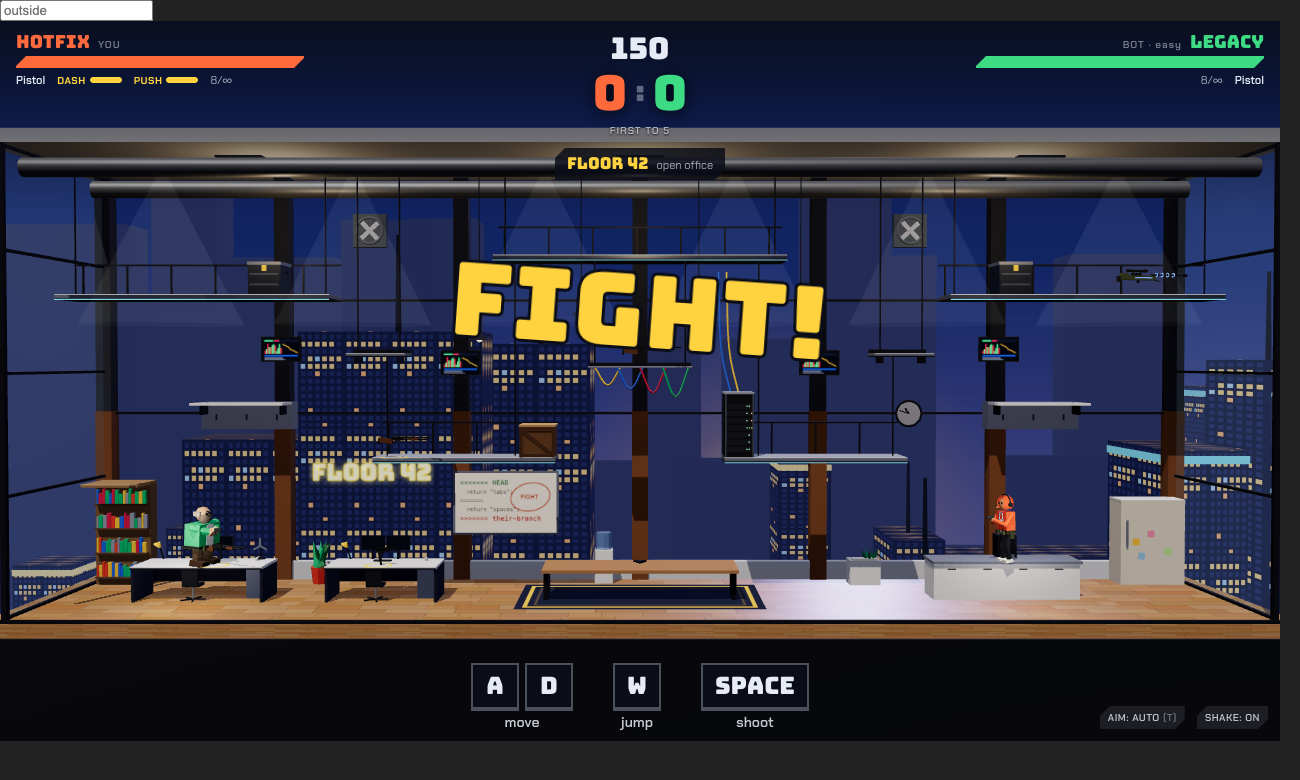 outside
HOTFIX YOU
Pistol DASH PUSH 8/∞
150
0 : 0
FIRST TO 5
BOT · easy LEGACY
8/∞ Pistol
FLOOR 42 open office
FIGHT!
FLOOR 42
<<<<<<< HEAD
return "tabs"
=======
return "spaces"
>>>>>>> their-branch
FIGHT
A D
move
W
jump
SPACE
shoot
AIM: AUTO [T]
SHAKE: ON